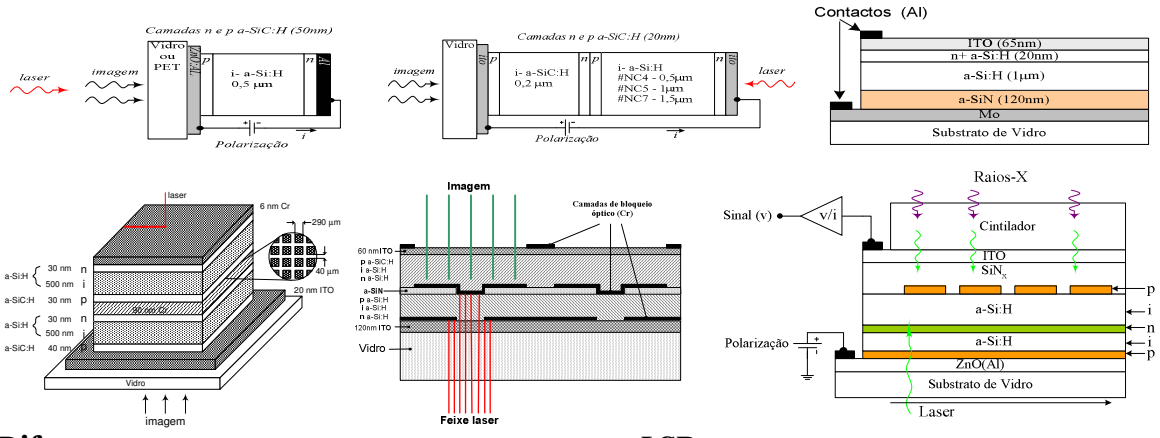 Camadas n e p a-SiC:H (50nm)
Vidro
ou
PET
ZnO:AL
p
n
Al
laser
imagem
i- a-Si:H
0,5 µm
+ -
i
Polarização
Camadas n e p a-SiC:H (20nm)
Vidro
ito
p
n
p
n
ito
imagem
i- a-SiC:H
0,2 µm
i- a-Si:H
#NC4 - 0,5µm
#NC5 - 1µm
#NC7 - 1,5µm
laser
+ -
i
Polarização
Contactos (Al)
ITO (65nm)
n+ a-Si:H (20nm)
a-Si:H (1µm)
a-SiN (120nm)
Mo
Substrato de Vidro
laser
6 nm Cr
290 µm
40 µm
20 nm ITO
a-Si:H
30 nm n
500 nm i
a-SiC:H 30 nm p
90 nm Cr
a-Si:H
30 nm n
500 nm i
a-SiC:H 40 nm p
Vidro
imagem
Imagem
Camadas de bloqueio
óptico (Cr)
60 nm ITO
p a-SiC:H
i a-Si:H
n a-Si:H
a-SiN
p a-Si:H
i a-Si:H
n a-Si:H
120nm ITO
Vidro
Feixe laser
Raios-X
Sinal (v)
v/i
Cintilador
ITO
SiNX
p
a-Si:H
i
n
Polarização
+
-
a-Si:H
i
p
ZnO(Al)
Substrato de Vidro
Laser